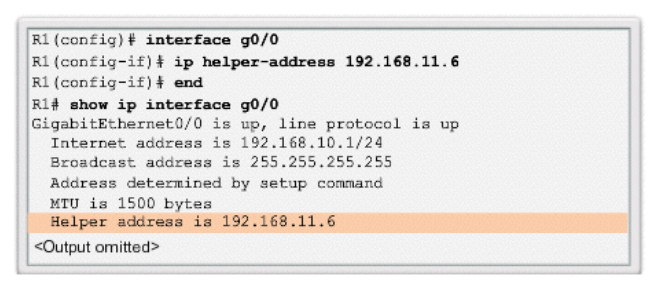 R1(config)# interface g0/0
R1(config-if)# ip helper-address 192.168.11.6
R1(config-if)# end
R1# show ip interface g0/0
GigabitEthernet0/0 is up, line protocol is up
Internet address is 192.168.10.1/24
Broadcast address is 255.255.255.255
Address determined by setup command
MTU is 1500 bytes
Helper address is 192.168.11.6
<Output omitted>